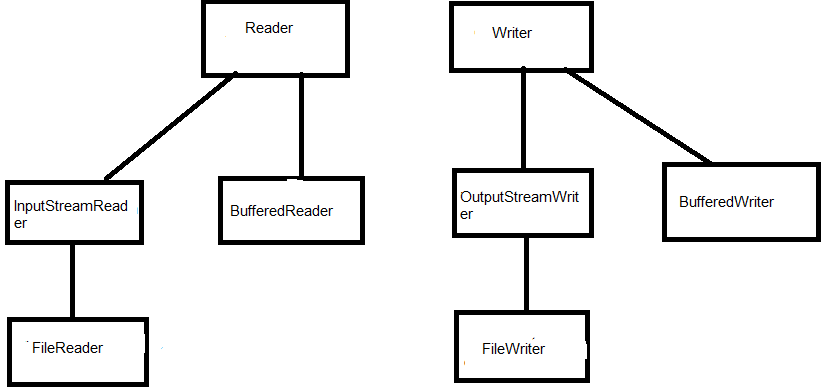 Reader
Writer
InputStreamRead
er
BufferedReader
OutputStreamWrit
er
BufferedWriter
FileReader
FileWriter